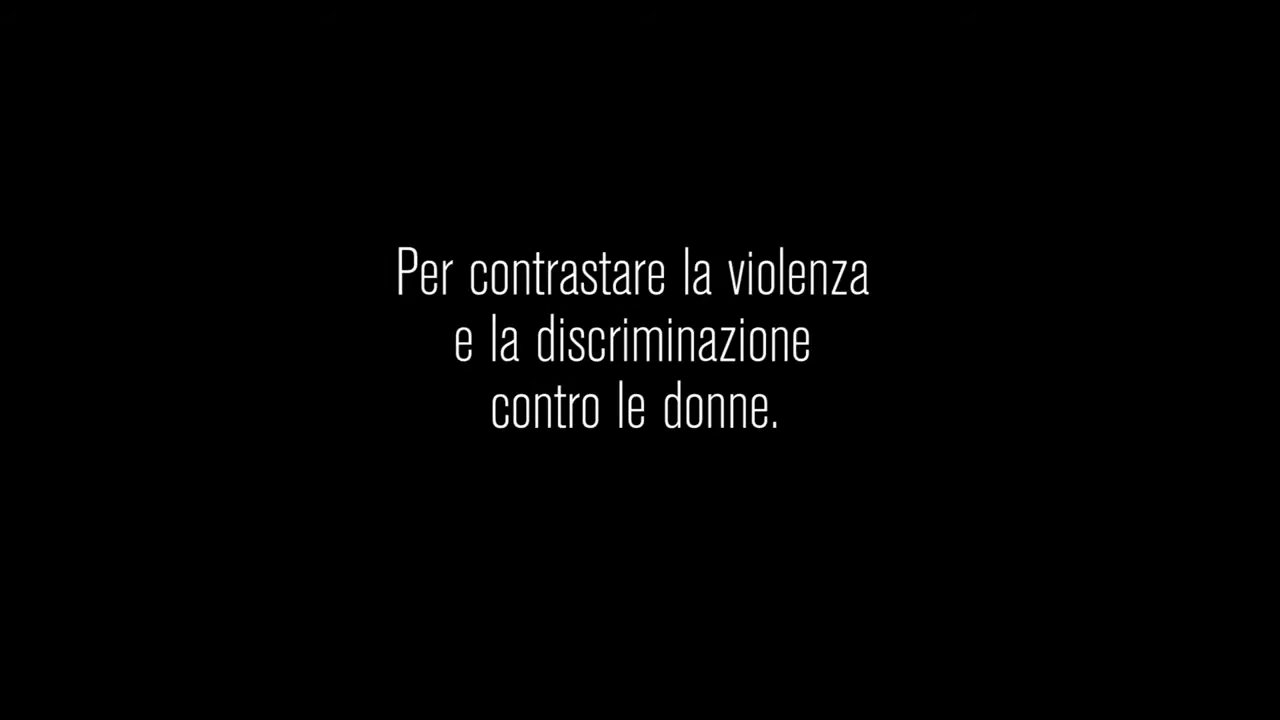 Per contrastare la violenza
e la discriminazione
contro le donne.